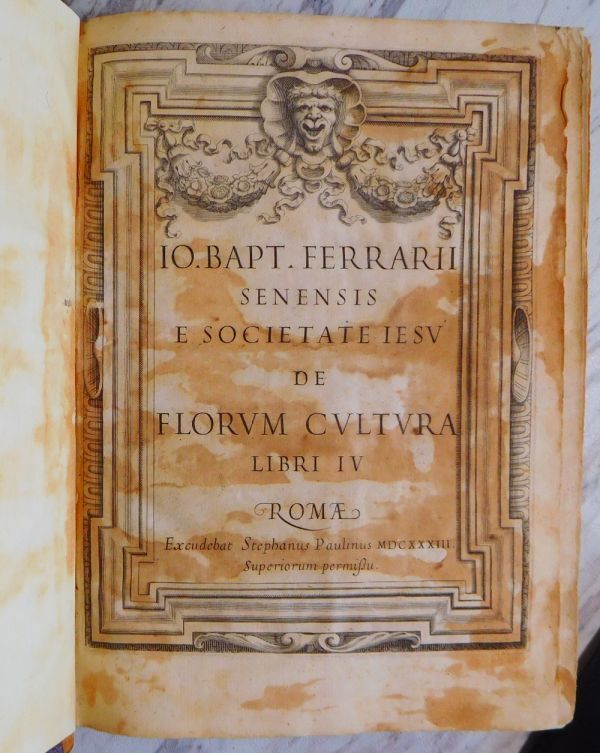 IO. BAPT. FERRARII
SENENSIS
E SOCIETATE IESV
DE
FLORVM CVLTVRA
LIBRI IV
ROMÆ
Excudebat Stephanus Paulinus MDCXXXIII.
Superiorum permißu.